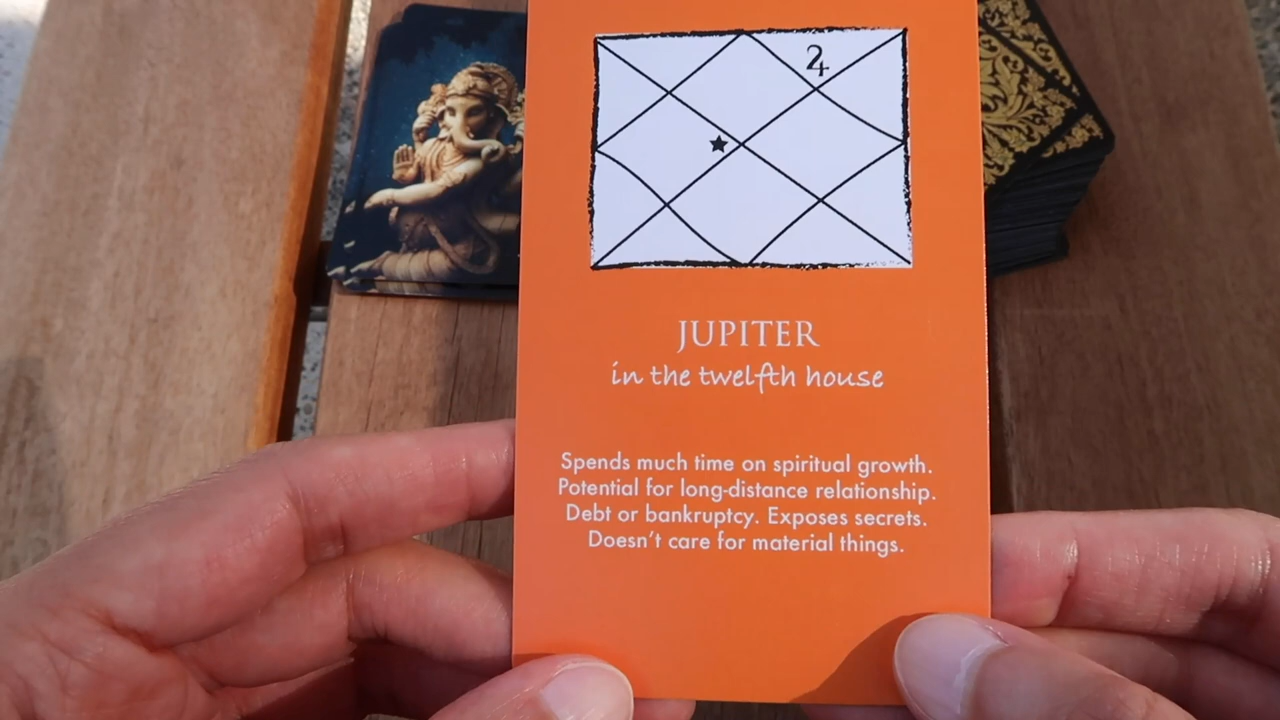 JUPITER
in the twelfth house
Spends much time on spiritual growth.
Potential for long-distance relationship.
Debt or bankruptcy. Exposes secrets.
Doesn't care for material things.